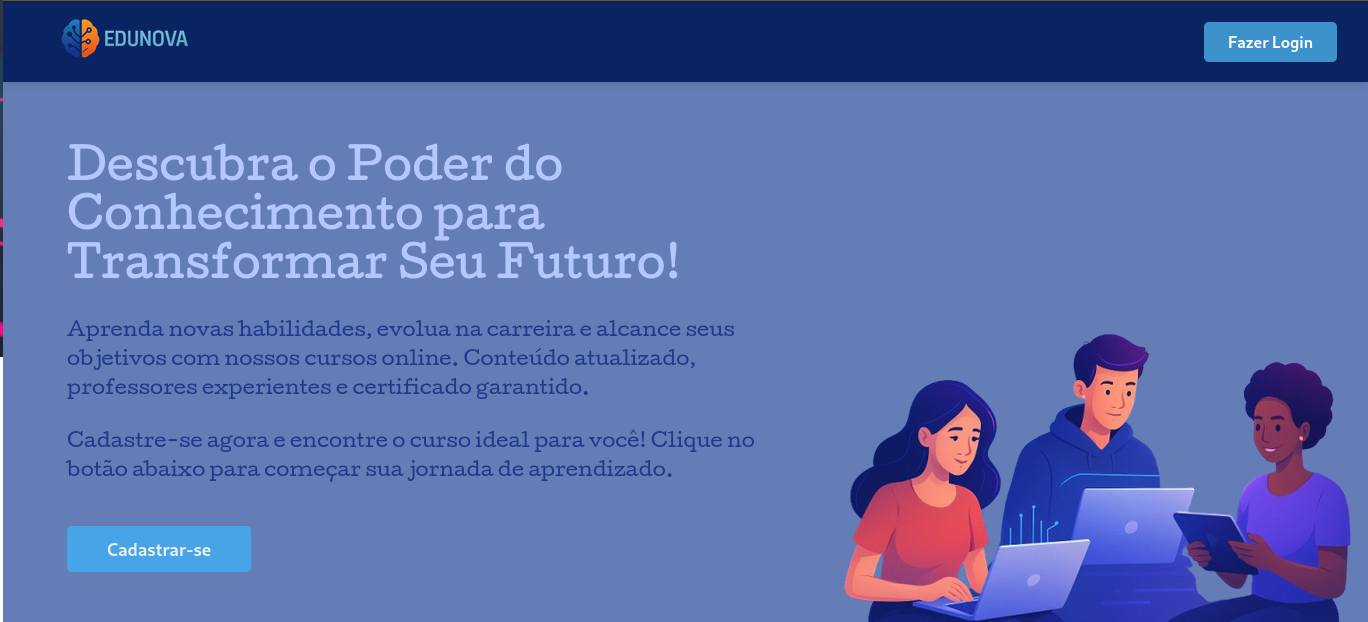 EDUNOVA
Fazer Login
Descubra o Poder do
Conhecimento para
Transformar Seu Futuro!
Aprenda novas habilidades, evolua na carreira e alcance seus
objetivos com nossos cursos online. Conteúdo atualizado,
professores experientes e certificado garantido.
Cadastre-se agora e encontre o curso ideal para você! Clique no
botão abaixo para começar sua jornada de aprendizado.
Cadastrar-se